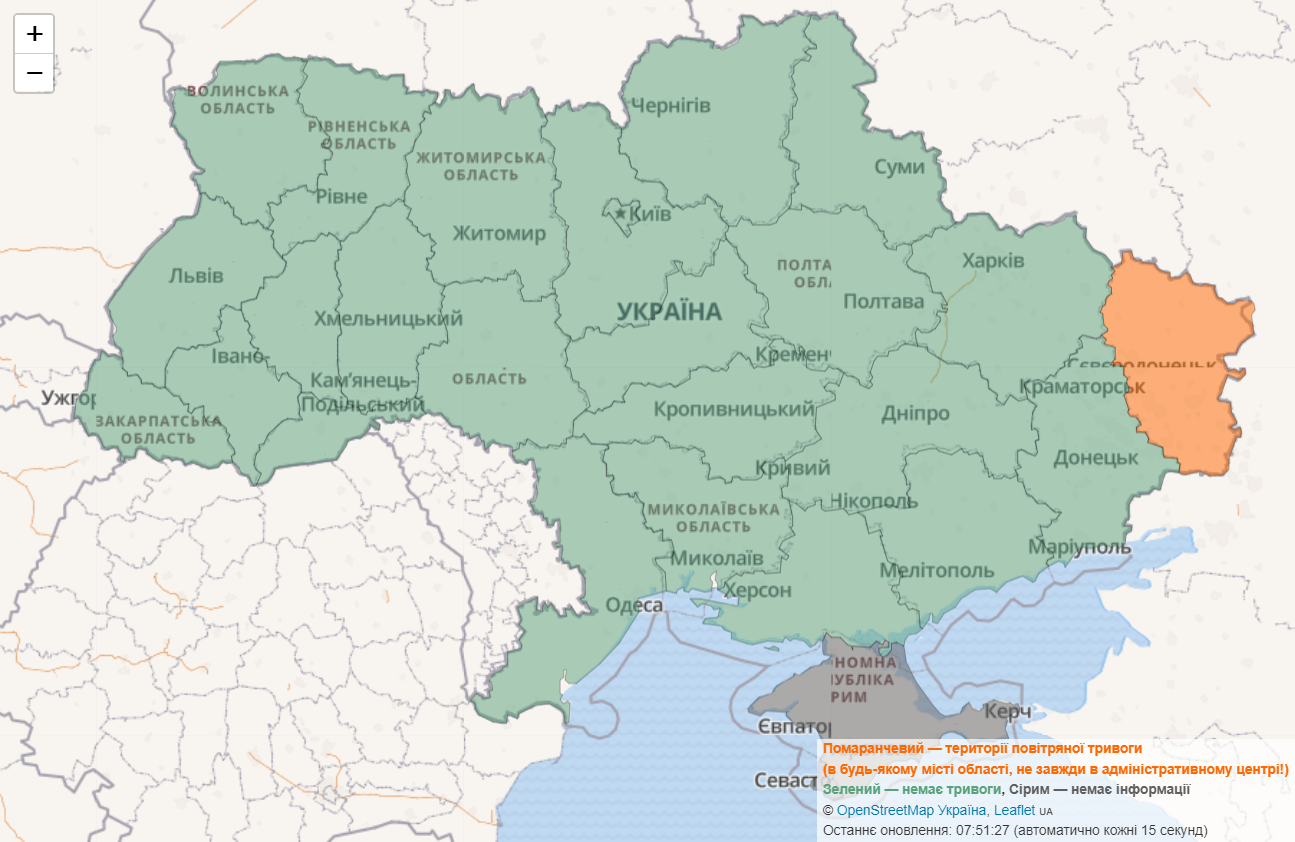 +
−
ВОЛИНСЬКА
ОБЛАСТЬ
РІВНЕНСЬКА
ОБЛАСТЬ
Чернігів
ЖИТОМИРСЬКА
ОБЛАСТЬ
Суми
Рівне
Київ
Житомир
Львів
Харків
ПОЛТА
ОБЛ
Полтава
УКРАЇНА
Хмельницький
Івано-
Кремен
Сєвєродонецьк
ОБЛАСТЬ
Кам'янець-
Подільський
Краматорськ
Ужгор
ЗАКАРПАТСЬКА
ОБЛАСТЬ
Кропивницький
Дніпро
Донецьк
Кривий
Нікополь
МИКОЛАЇВСЬКА
ОБЛАСТЬ
Маріуполь
Миколаїв
Мелітополь
Херсон
Одеса
НОМНА
УБЛІКА
РИМ
Керч
Євпатор
Севаст
Помаранчевий — території повітряної тривоги
(в будь-якому місті області, не завжди в адміністративному центрі!)
Зелений — немає тривоги, Сірим — немає інформації
© OpenStreetMap Україна, Leaflet UA
Останнє оновлення: 07:51:27 (автоматично кожні 15 секунд)